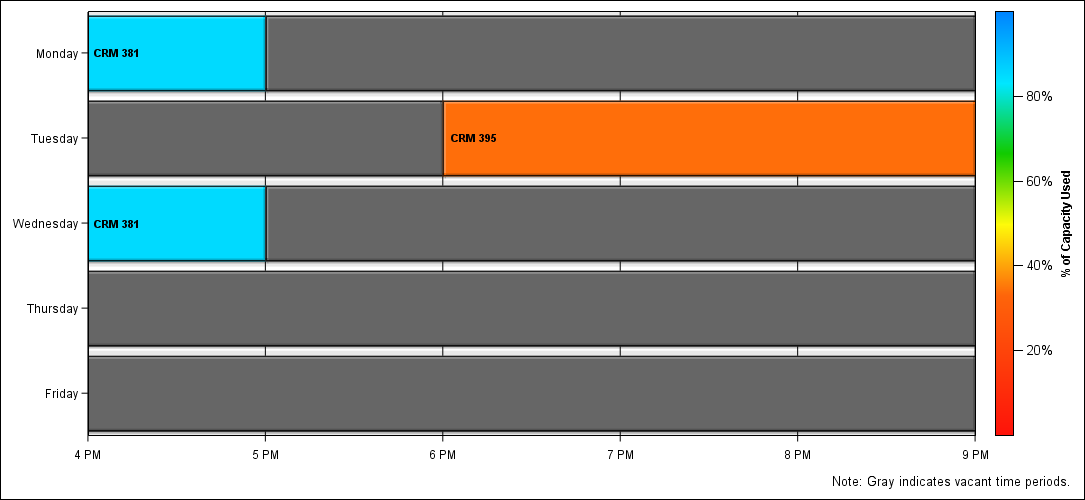 Monday
CRM 381
Tuesday
CRM 395
Wednesday
CRM 381
Thursday
Friday
4 PM 5 PM 6 PM 7 PM 8 PM 9 PM
80%
60%
40%
20%
% of Capacity Used
Note: Gray indicates vacant time periods.